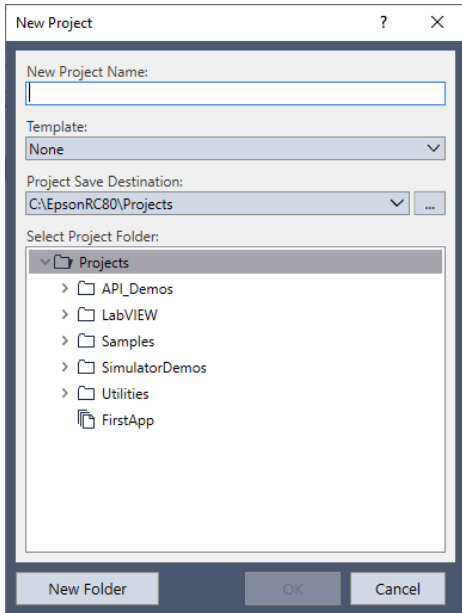 New Project
?
New Project Name:
Template:
None
Project Save Destination:
C:\EpsonRC80\Projects
...
Select Project Folder:
Projects
API_Demos
LabVIEW
Samples
SimulatorDemos
Utilities
FirstApp
New Folder
OK
Cancel